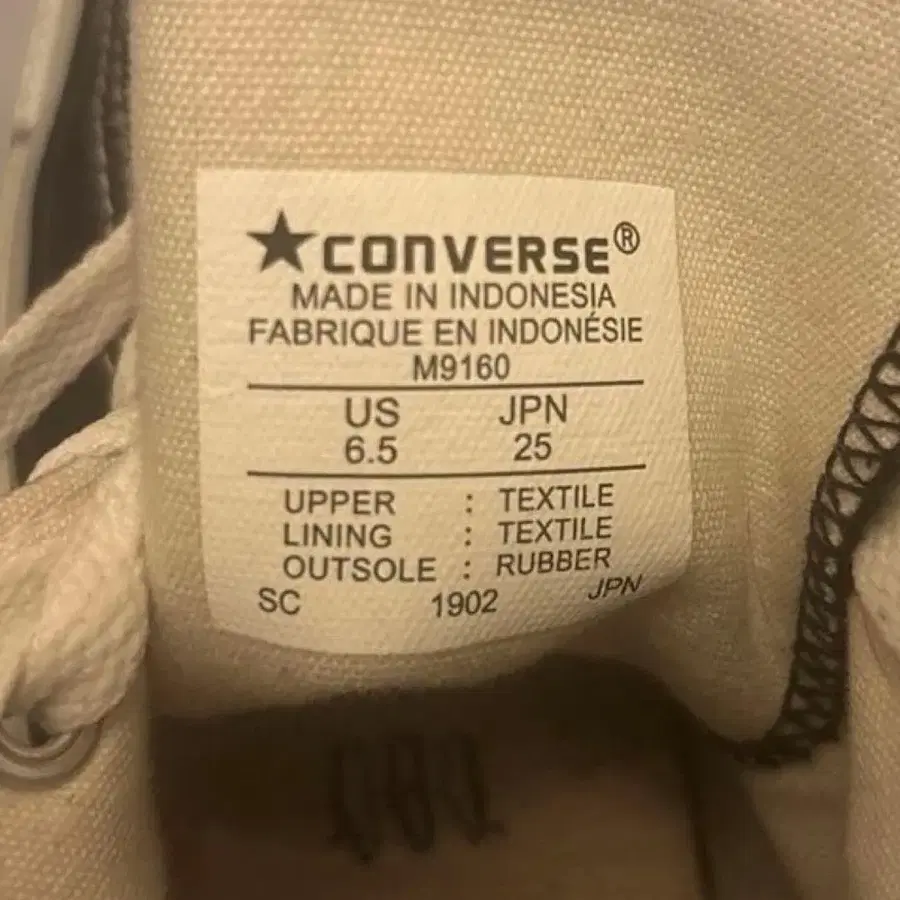 ★CONVERSE®
MADE IN INDONESIA
FABRIQUE EN INDONÉSIE
M9160
US JPN
6.5 25
UPPER : TEXTILE
LINING : TEXTILE
OUTSOLE : RUBBER
SC 1902 JPN